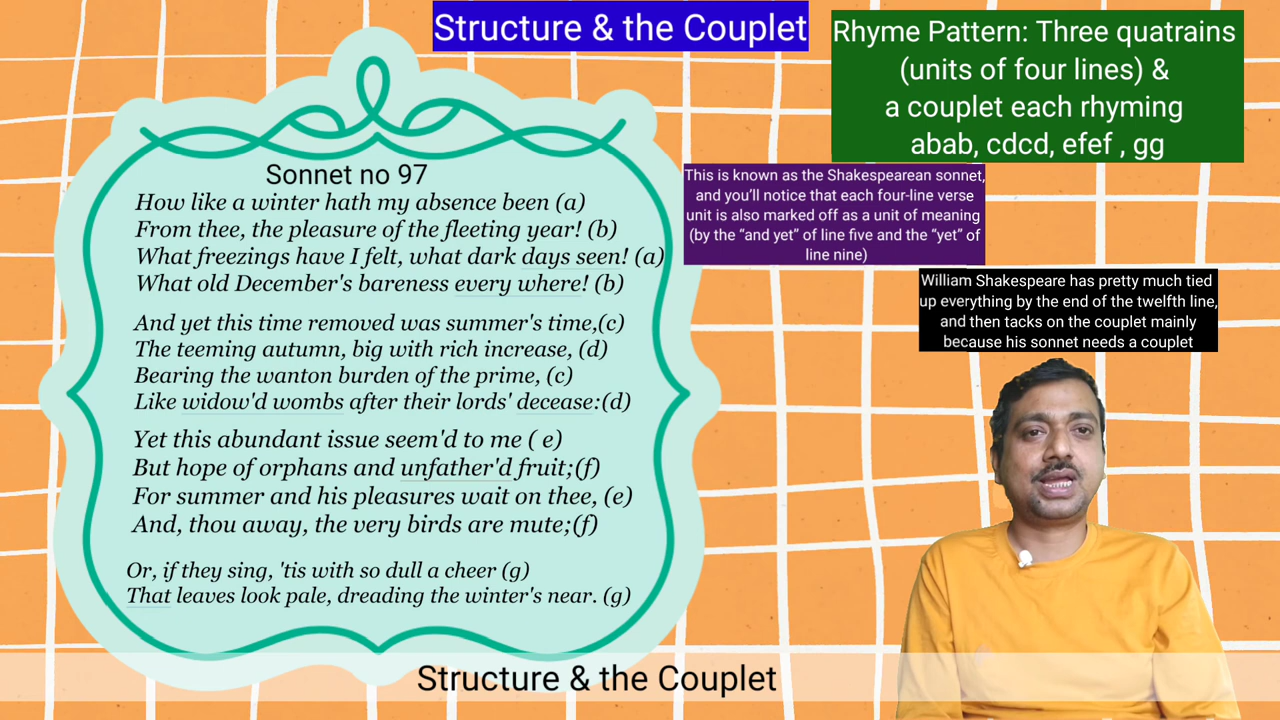 Structure & the Couplet
Rhyme Pattern: Three quatrains
(units of four lines) &
a couplet each rhyming
abab, cdcd, efef , gg
Sonnet no 97
How like a winter hath my absence been (a)
From thee, the pleasure of the fleeting year! (b)
What freezings have I felt, what dark days seen! (a)
What old December's bareness every where! (b)
And yet this time removed was summer's time,(c)
The teeming autumn, big with rich increase, (d)
Bearing the wanton burden of the prime, (c)
Like widow'd wombs after their lords' decease:(d)
Yet this abundant issue seem'd to me ( e)
But hope of orphans and unfather'd fruit;(f)
For summer and his pleasures wait on thee, (e)
And, thou away, the very birds are mute;(f)
Or, if they sing, 'tis with so dull a cheer (g)
That leaves look pale, dreading the winter's near. (g)
This is known as the Shakespearean sonnet,
and you’ll notice that each four-line verse
unit is also marked off as a unit of meaning
(by the “and yet” of line five and the “yet” of
line nine)
William Shakespeare has pretty much tied
up everything by the end of the twelfth line,
and then tacks on the couplet mainly
because his sonnet needs a couplet
Structure & the Couplet